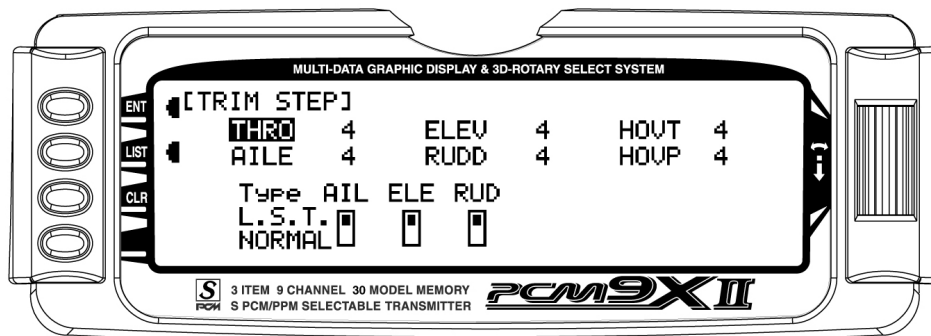 MULTI-DATA GRAPHIC DISPLAY & 3D-ROTARY SELECT SYSTEM
ENT
LIST
CLR
[TRIM STEP]
THRO 4 ELEV 4 HOVT 4
AILE 4 RUDD 4 HOVP 4
Type AIL ELE RUD
L.S.T.
NORMAL
S PCM
3 ITEM 9 CHANNEL 30 MODEL MEMORY
S PCM/PPM SELECTABLE TRANSMITTER
PCM9X II